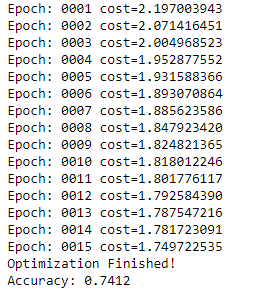 Epoch: 0001 cost=2.197003943
Epoch: 0002 cost=2.071416451
Epoch: 0003 cost=2.004968523
Epoch: 0004 cost=1.952877552
Epoch: 0005 cost=1.931588366
Epoch: 0006 cost=1.893070864
Epoch: 0007 cost=1.885623586
Epoch: 0008 cost=1.847923420
Epoch: 0009 cost=1.824821365
Epoch: 0010 cost=1.818012246
Epoch: 0011 cost=1.801776117
Epoch: 0012 cost=1.792584390
Epoch: 0013 cost=1.787547216
Epoch: 0014 cost=1.781723091
Epoch: 0015 cost=1.749722535
Optimization Finished!
Accuracy: 0.7412